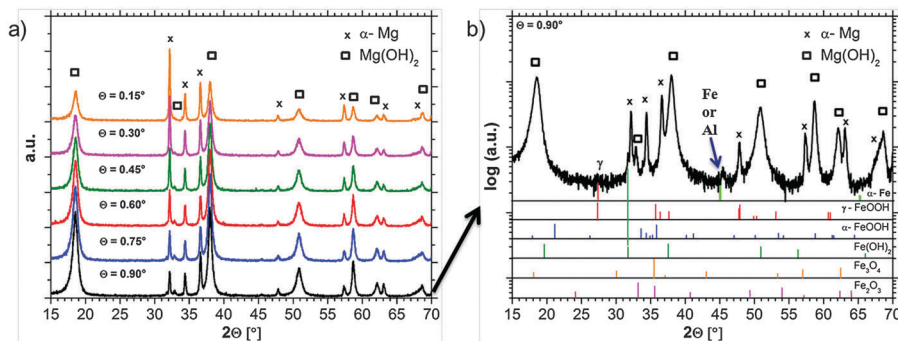 a)
x α- Mg
Mg(OH)₂
Θ = 0.15°
Θ = 0.30°
Θ = 0.45°
Θ = 0.60°
Θ = 0.75°
Θ = 0.90°
a.u.
15 20 25 30 35 40 45 50 55 60 65 70
2Θ [°]
b)
Θ = 0.90°
x α- Mg
Mg(OH)₂
Fe
or
Al
γ
log (a.u.)
α- Fe
γ - FeOOH
α- FeOOH
Fe(OH)₂
Fe₃O₄
Fe₂O₃
15 20 25 30 35 40 45 50 55 60 65 70
2Θ [°]